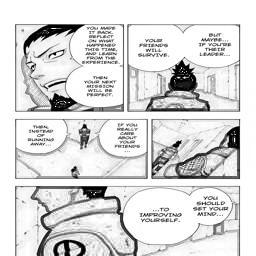 BUT
MAYBE...
IF YOU'RE
THEIR
LEADER...
YOUR
FRIENDS
WILL
SURVIVE.
YOU MADE
IT BACK.
REFLECT
ON WHAT
HAPPENED
THIS TIME,
AND LEARN
FROM THE
EXPERIENCE.
THEN
YOUR NEXT
MISSION
WILL BE
PERFECT.
IF YOU
REALLY
CARE
ABOUT
YOUR
FRIENDS
THEN,
INSTEAD
OF
RUNNING
AWAY...
YOU
SHOULD
SET YOUR
MIND...
...TO
IMPROVING
YOURSELF.